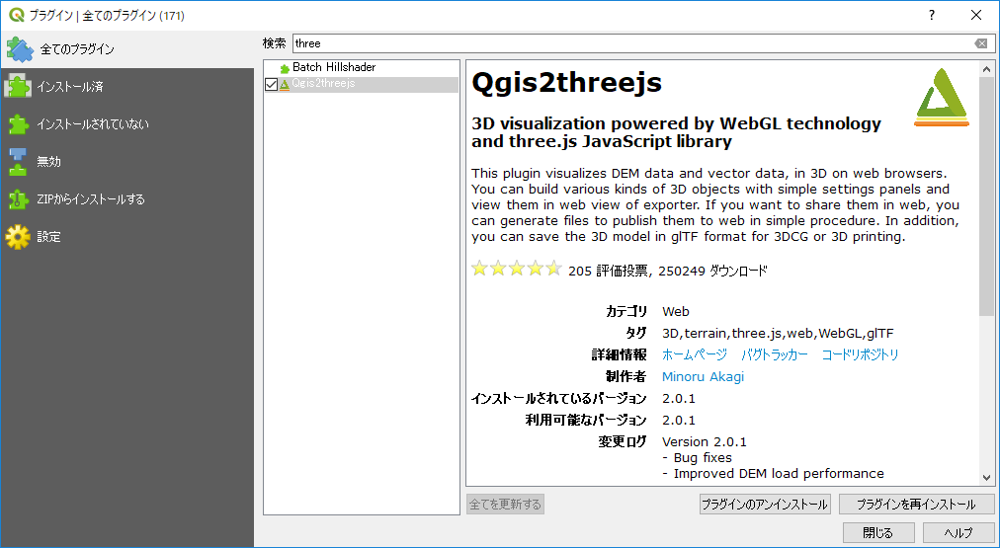 プラグイン | 全てのプラグイン (171)
?
全てのプラグイン
インストール済
インストールされていない
無効
ZIPからインストールする
設定
検索 three
Batch Hillshader
Qgis2threejs
Qgis2threejs
3D visualization powered by WebGL technology
and three.js JavaScript library
This plugin visualizes DEM data and vector data, in 3D on web browsers.
You can build various kinds of 3D objects with simple settings panels and
view them in web view of exporter. If you want to share them in web, you
can generate files to publish them to web in simple procedure. In addition,
you can save the 3D model in glTF format for 3DCG or 3D printing.
205 評価投票, 250249 ダウンロード
カテゴリ Web
タグ 3D,terrain,three.js,web,WebGL,glTF
詳細情報 ホームページ バグトラッカー コードリポジトリ
制作者 Minoru Akagi
インストールされているバージョン 2.0.1
利用可能なバージョン 2.0.1
変更ログ Version 2.0.1
- Bug fixes
- Improved DEM load performance
全てを更新する プラグインのアンインストール プラグインを再インストール
閉じる ヘルプ